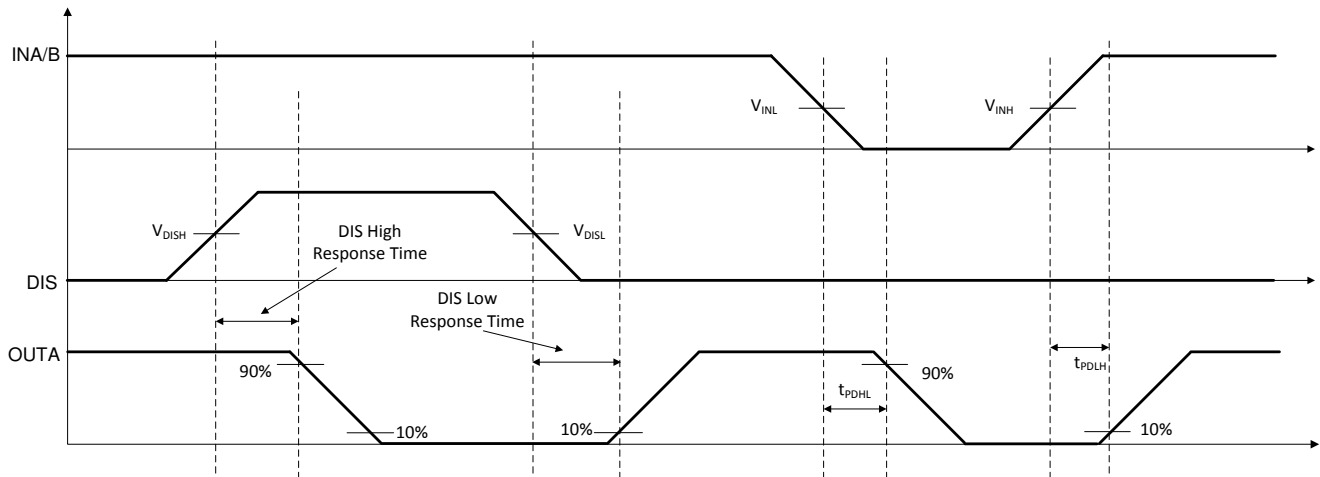 INA/B
V_INL
V_INH
V_DISH
DIS High
Response Time
V_DISL
DIS
DIS Low
Response Time
OUTA
90%
10%
10%
90%
t_PDHL
t_PDLH
10%